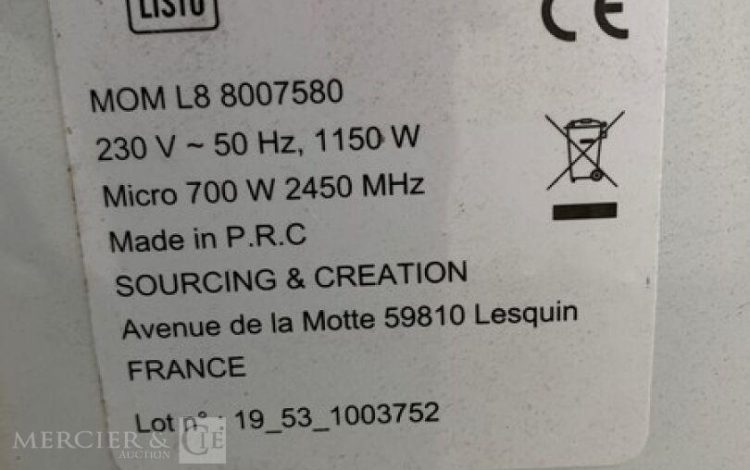 LISTO
CE
MOM L8 8007580
230 V ~ 50 Hz, 1150 W
Micro 700 W 2450 MHz
Made in P.R.C
SOURCING & CREATION
Avenue de la Motte 59810 Lesquin
FRANCE
Lot n° : 19_53_1003752
MERCIER & CIE
AUCTION